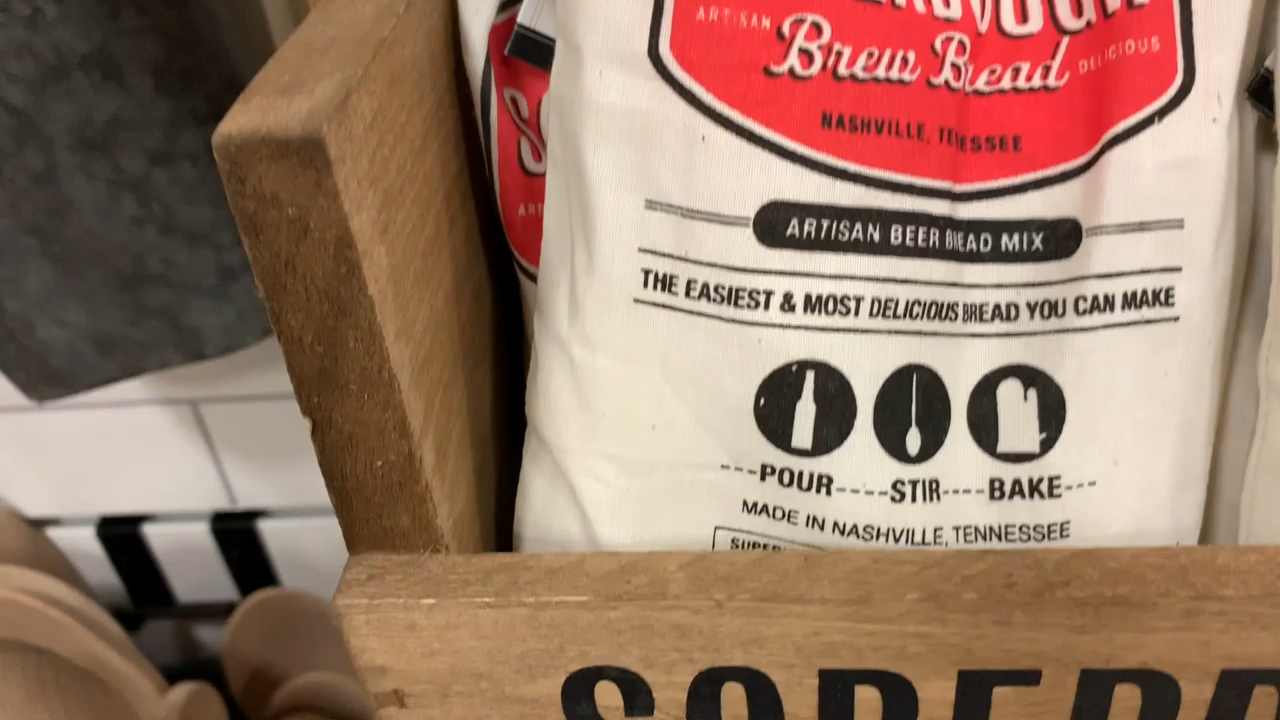 ARTISAN Brew Bread DELICIOUS
NASHVILLE, TENNESSEE
ARTISAN BEER BREAD MIX
THE EASIEST & MOST DELICIOUS BREAD YOU CAN MAKE
---POUR----STIR----BAKE---
MADE IN NASHVILLE, TENNESSEE